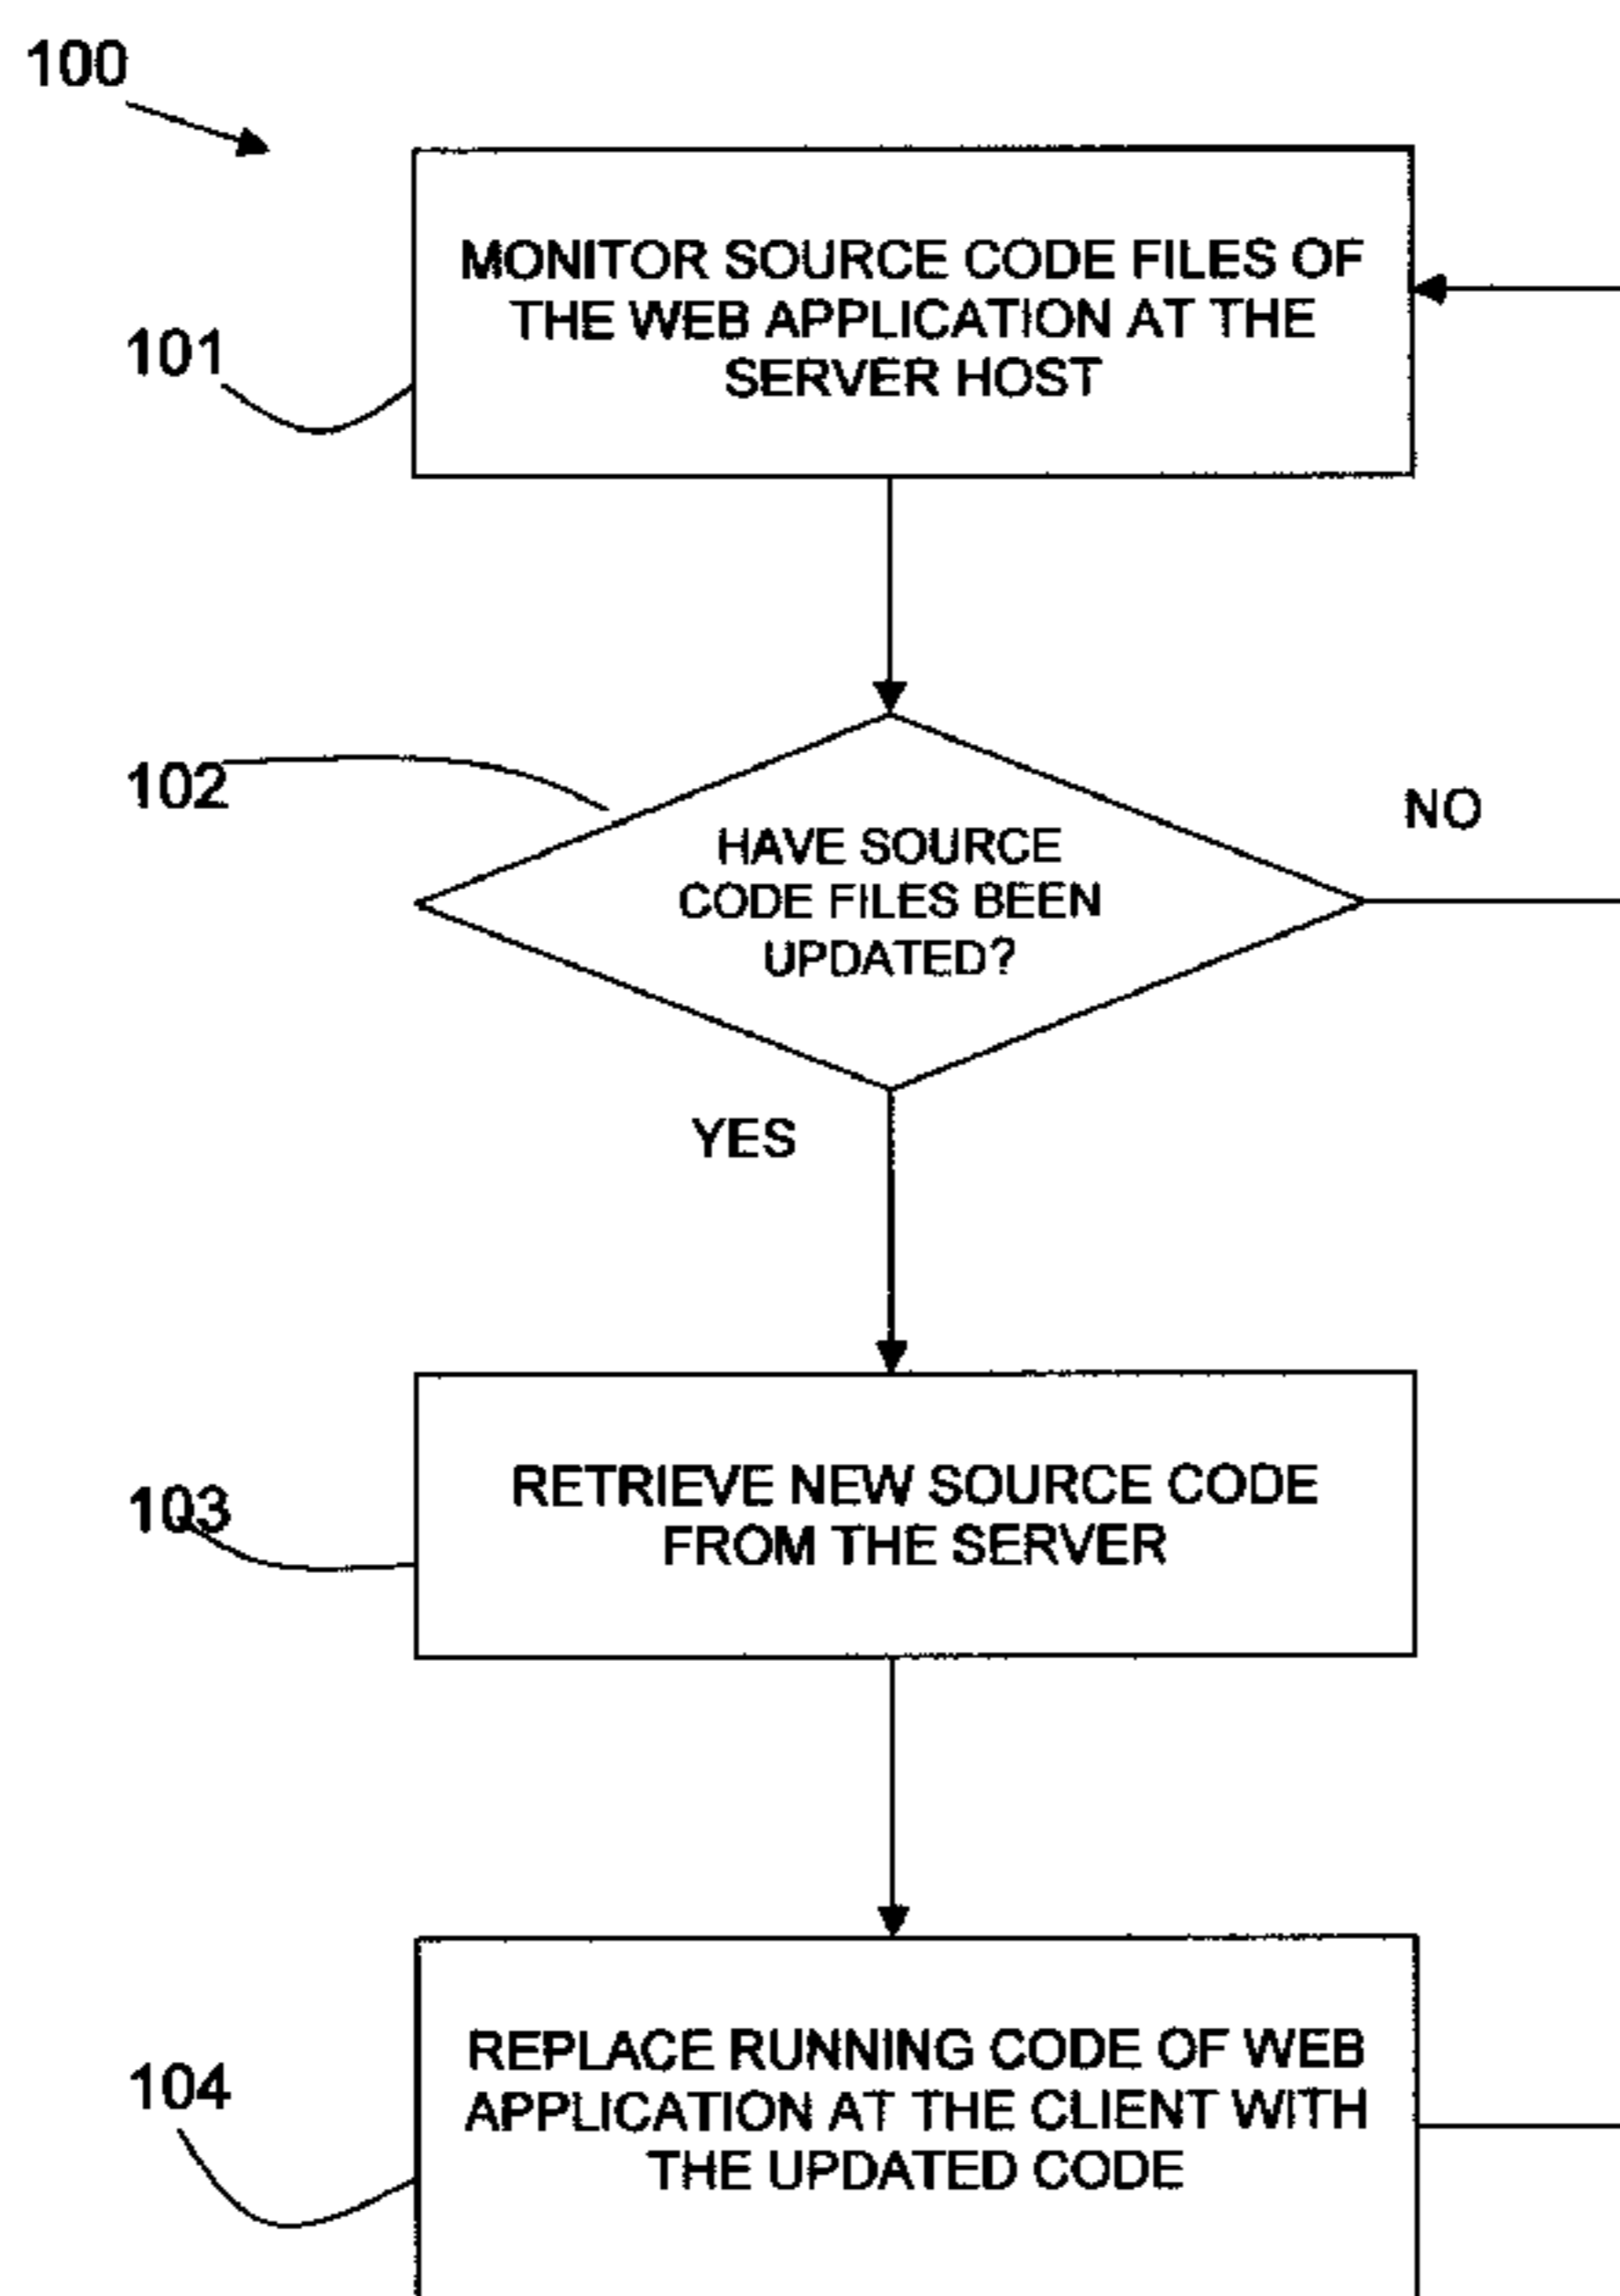 100
MONITOR SOURCE CODE FILES OF
THE WEB APPLICATION AT THE
SERVER HOST
101
102
HAVE SOURCE
CODE FILES BEEN
UPDATED?
NO
YES
103
RETRIEVE NEW SOURCE CODE
FROM THE SERVER
104
REPLACE RUNNING CODE OF WEB
APPLICATION AT THE CLIENT WITH
THE UPDATED CODE